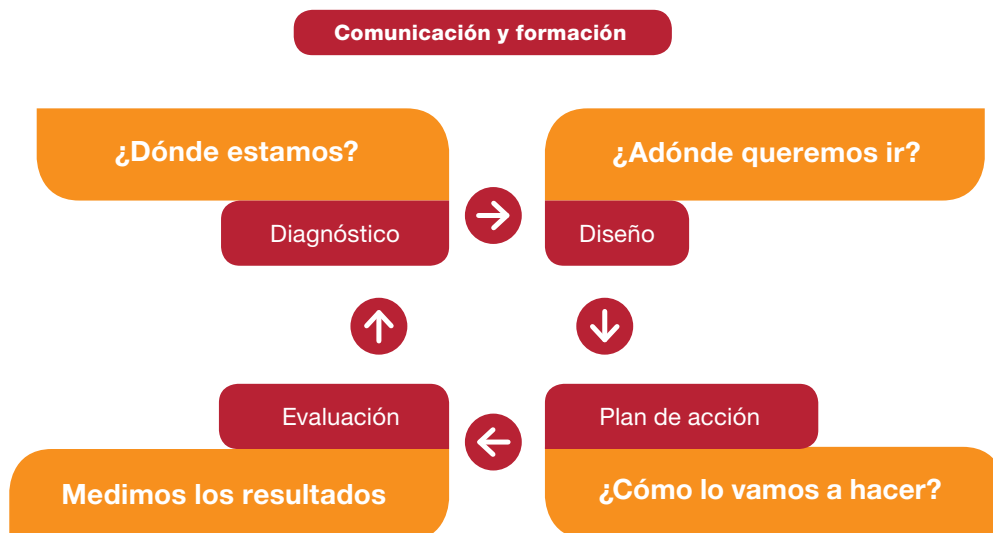 Comunicación y formación
¿Dónde estamos?
¿Adónde queremos ir?
Diagnóstico
Diseño
Evaluación
Plan de acción
Medimos los resultados
¿Cómo lo vamos a hacer?